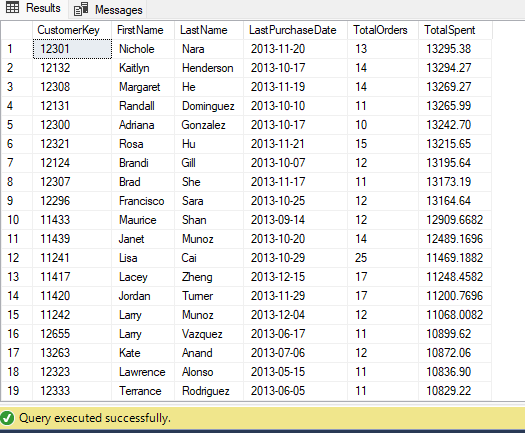 Results Messages
CustomerKey FirstName LastName LastPurchaseDate TotalOrders TotalSpent
1 12301 Nichole Nara 2013-11-20 13 13295.38
2 12132 Kaitlyn Henderson 2013-10-17 14 13294.27
3 12308 Margaret He 2013-11-19 14 13269.27
4 12131 Randall Dominguez 2013-10-10 11 13265.99
5 12300 Adriana Gonzalez 2013-10-17 10 13242.70
6 12321 Rosa Hu 2013-11-21 15 13215.65
7 12124 Brandi Gill 2013-10-07 12 13195.64
8 12307 Brad She 2013-11-17 11 13173.19
9 12296 Francisco Sara 2013-10-25 12 13164.64
10 11433 Maurice Shan 2013-09-14 12 12909.6682
11 11439 Janet Munoz 2013-10-20 14 12489.1696
12 11241 Lisa Cai 2013-10-29 25 11469.1882
13 11417 Lacey Zheng 2013-12-15 17 11248.4582
14 11420 Jordan Turner 2013-11-29 17 11200.7696
15 11242 Larry Munoz 2013-12-04 12 11068.0082
16 12655 Larry Vazquez 2013-06-17 11 10899.62
17 13263 Kate Anand 2013-07-06 12 10872.06
18 12323 Lawrence Alonso 2013-05-15 11 10836.90
19 12333 Terrance Rodriguez 2013-06-05 11 10829.22
Query executed successfully.